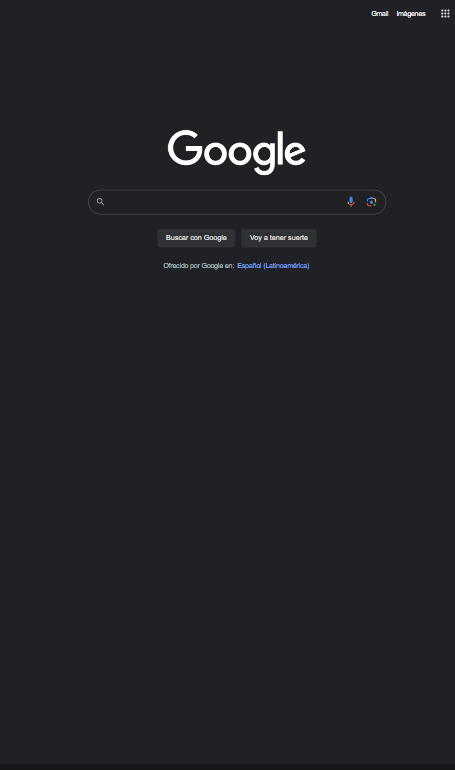 Gmail Imágenes
Google
Buscar con Google Voy a tener suerte
Ofrecido por Google en: Español (Latinoamérica)